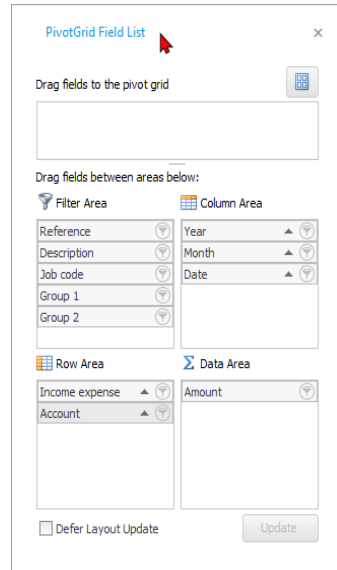 PivotGrid Field List
Drag fields to the pivot grid
Drag fields between areas below:
Filter Area
Reference
Description
Job code
Group 1
Group 2
Column Area
Year
Month
Date
Row Area
Income expense
Account
Σ Data Area
Amount
Defer Layout Update
Update